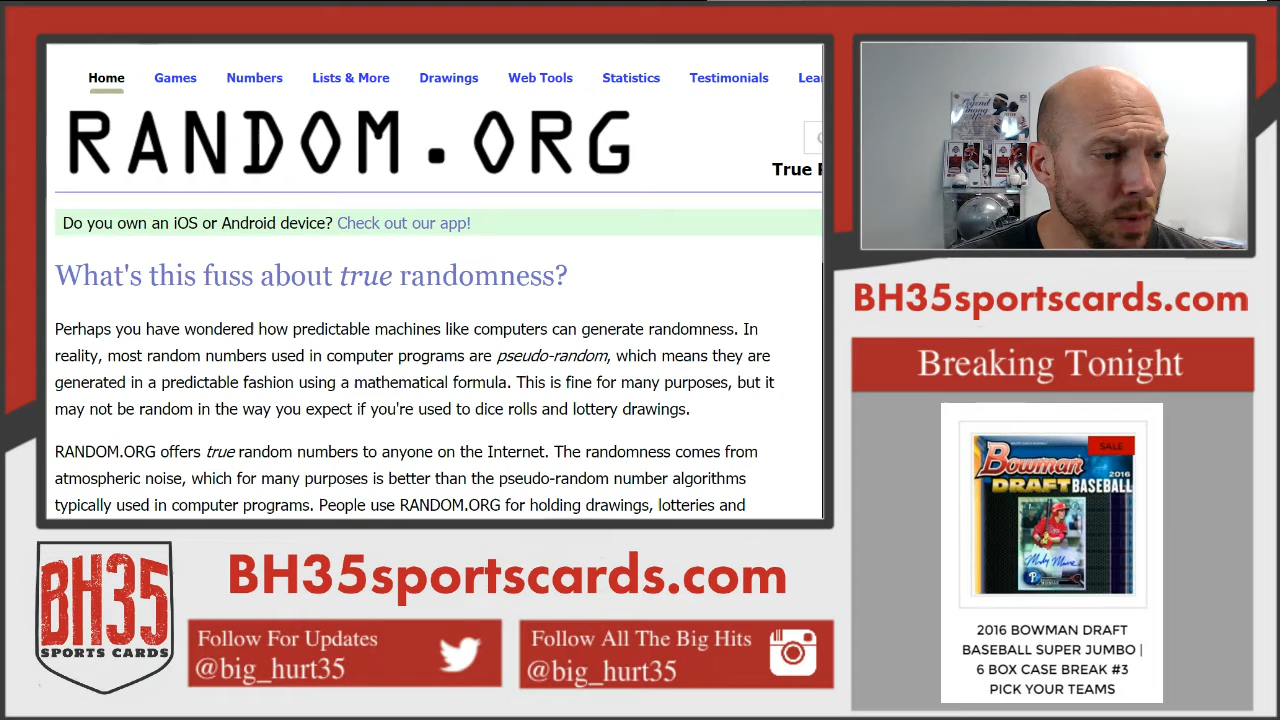 Home Games Numbers Lists & More Drawings Web Tools Statistics Testimonials
RANDOM.ORG
True
Do you own an iOS or Android device? Check out our app!
What's this fuss about true randomness?
Perhaps you have wondered how predictable machines like computers can generate randomness. In
reality, most random numbers used in computer programs are pseudo-random, which means they are
generated in a predictable fashion using a mathematical formula. This is fine for many purposes, but it
may not be random in the way you expect if you're used to dice rolls and lottery drawings.
RANDOM.ORG offers true random numbers to anyone on the Internet. The randomness comes from
atmospheric noise, which for many purposes is better than the pseudo-random number algorithms
typically used in computer programs. People use RANDOM.ORG for holding drawings, lotteries and
BH35sportscards.com
Breaking Tonight
SALE
Bowman
2016
DRAFT BASEBALL
2016 BOWMAN DRAFT
BASEBALL SUPER JUMBO |
6 BOX CASE BREAK #3
PICK YOUR TEAMS
BH35
SPORTS CARDS
BH35sportscards.com
Follow For Updates
@big_hurt35
Follow All The Big Hits
@big_hurt35